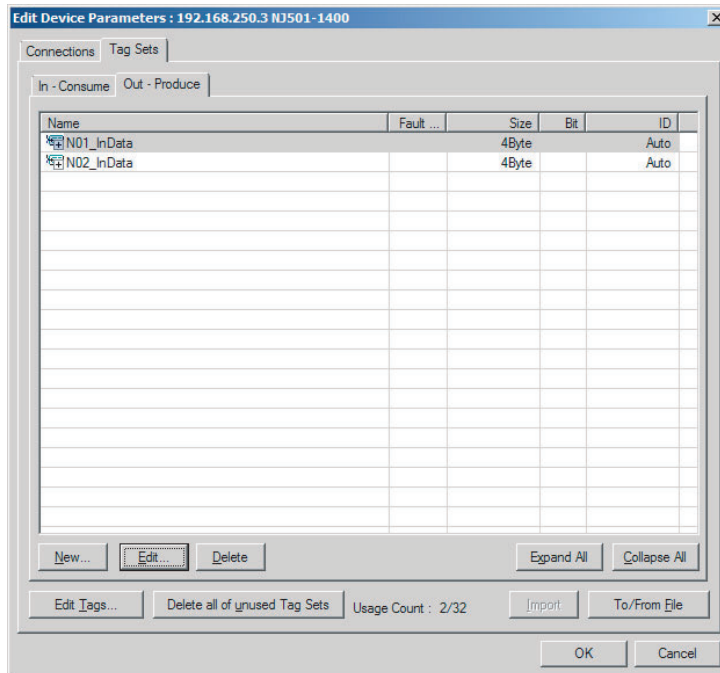 Edit Device Parameters : 192.168.250.3 NJ501-1400
Connections Tag Sets
In - Consume Out - Produce
Name Fault ... Size Bit ID
N01_InData 4Byte Auto
N02_InData 4Byte Auto
New... Edit... Delete Expand All Collapse All
Edit Tags... Delete all of unused Tag Sets Usage Count : 2/32 Import To/From File
OK Cancel